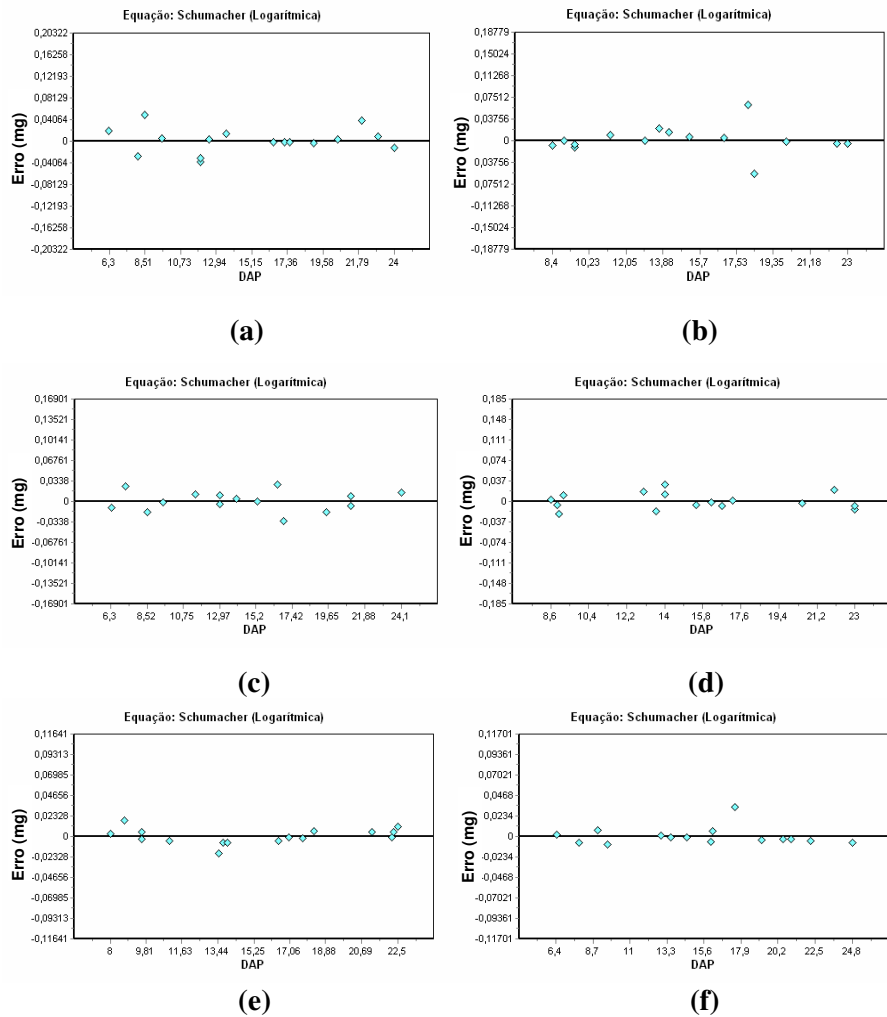 Equação: Schumacher (Logarítmica)
0,20322
0,16258
0,12193
0,08129
0,04064
0
-0,04064
-0,08129
-0,12193
-0,16258
-0,20322
Erro (mg)
6,3 8,51 10,73 12,94 15,15 17,36 19,58 21,79 24
DAP
(a)
Equação: Schumacher (Logarítmica)
0,18779
0,15024
0,11268
0,07512
0,03756
0
-0,03756
-0,07512
-0,11268
-0,15024
-0,18779
Erro (mg)
8,4 10,23 12,05 13,88 15,7 17,53 19,35 21,18 23
DAP
(b)
Equação: Schumacher (Logarítmica)
0,16901
0,13521
0,10141
0,06761
0,0338
0
-0,0338
-0,06761
-0,10141
-0,13521
-0,16901
Erro (mg)
6,3 8,52 10,75 12,97 15,2 17,42 19,65 21,88 24,1
DAP
(c)
Equação: Schumacher (Logarítmica)
0,185
0,148
0,111
0,074
0,037
0
-0,037
-0,074
-0,111
-0,148
-0,185
Erro (mg)
8,6 10,4 12,2 14 15,8 17,6 19,4 21,2 23
DAP
(d)
Equação: Schumacher (Logarítmica)
0,11641
0,09313
0,06985
0,04656
0,02328
0
-0,02328
-0,04656
-0,06985
-0,09313
-0,11641
Erro (mg)
8 9,81 11,63 13,44 15,25 17,06 18,88 20,69 22,5
DAP
(e)
Equação: Schumacher (Logarítmica)
0,11701
0,09361
0,07021
0,0468
0,0234
0
-0,0234
-0,0468
-0,07021
-0,09361
-0,11701
Erro (mg)
6,4 8,7 11 13,3 15,6 17,9 20,2 22,5 24,8
DAP
(f)